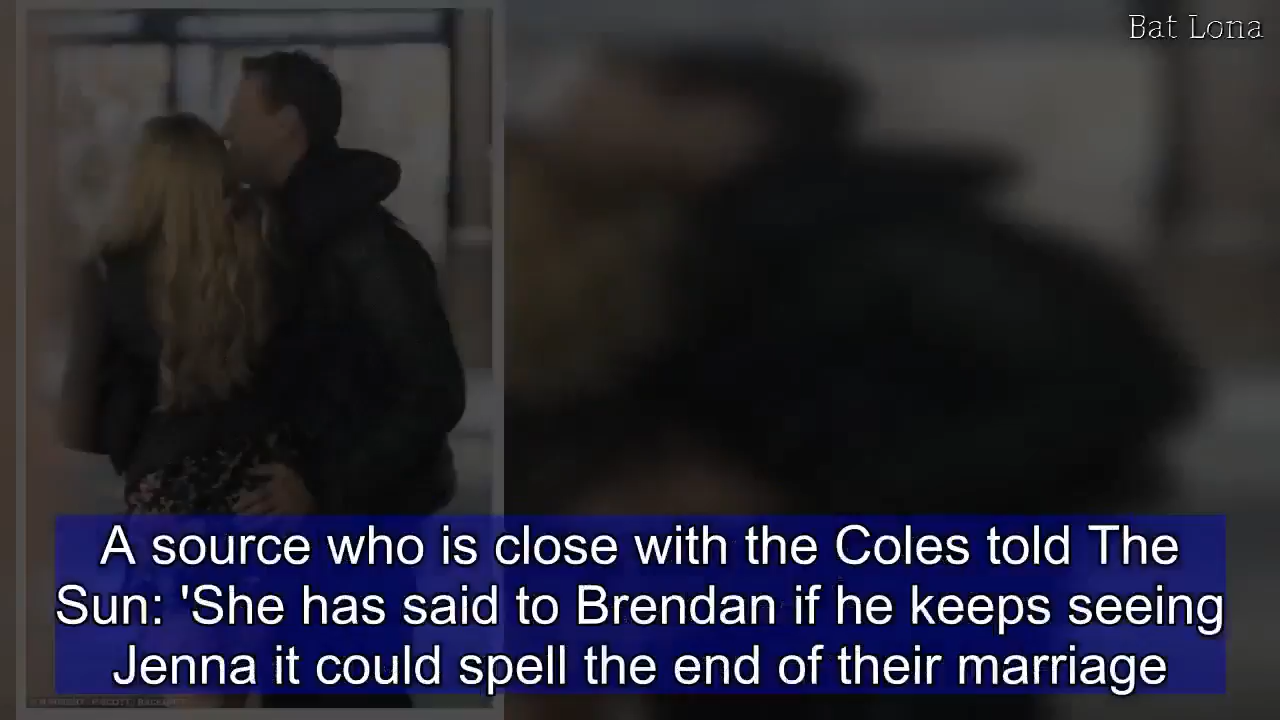 Bat Lona
A source who is close with the Coles told The
Sun: 'She has said to Brendan if he keeps seeing
Jenna it could spell the end of their marriage